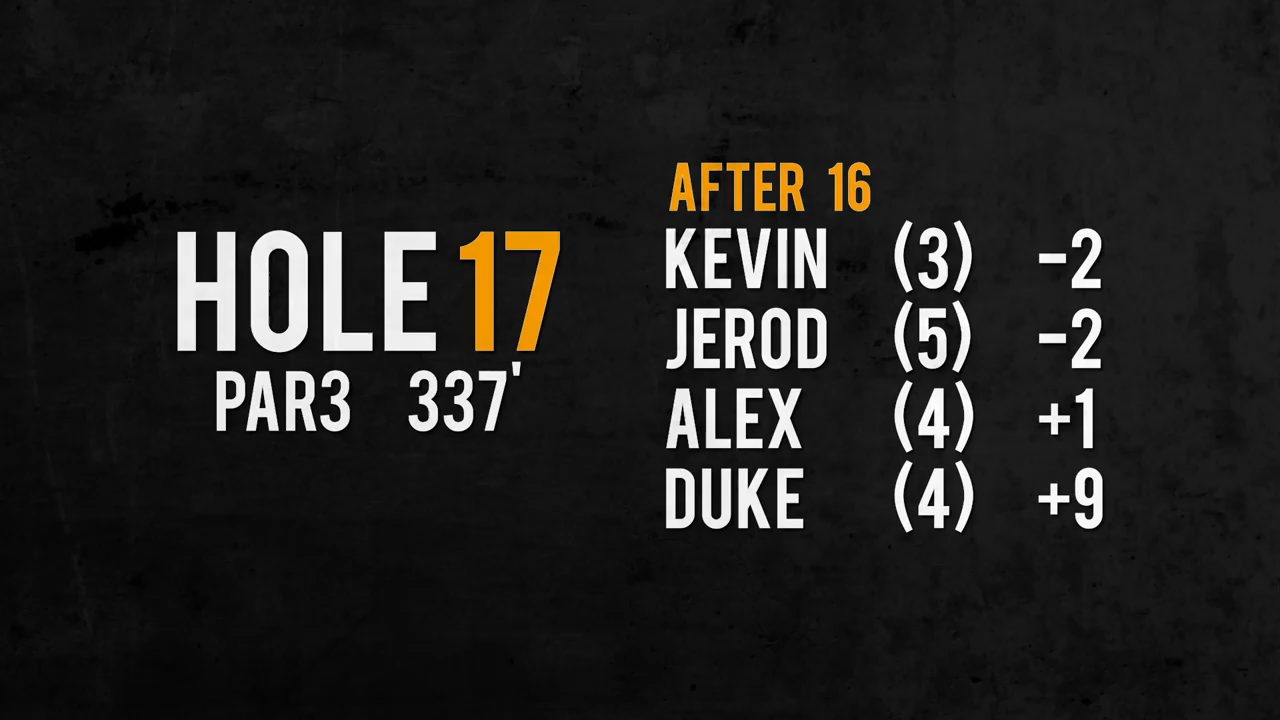 HOLE 17
PAR3 337'
AFTER 16
KEVIN (3) -2
JEROD (5) -2
ALEX (4) +1
DUKE (4) +9